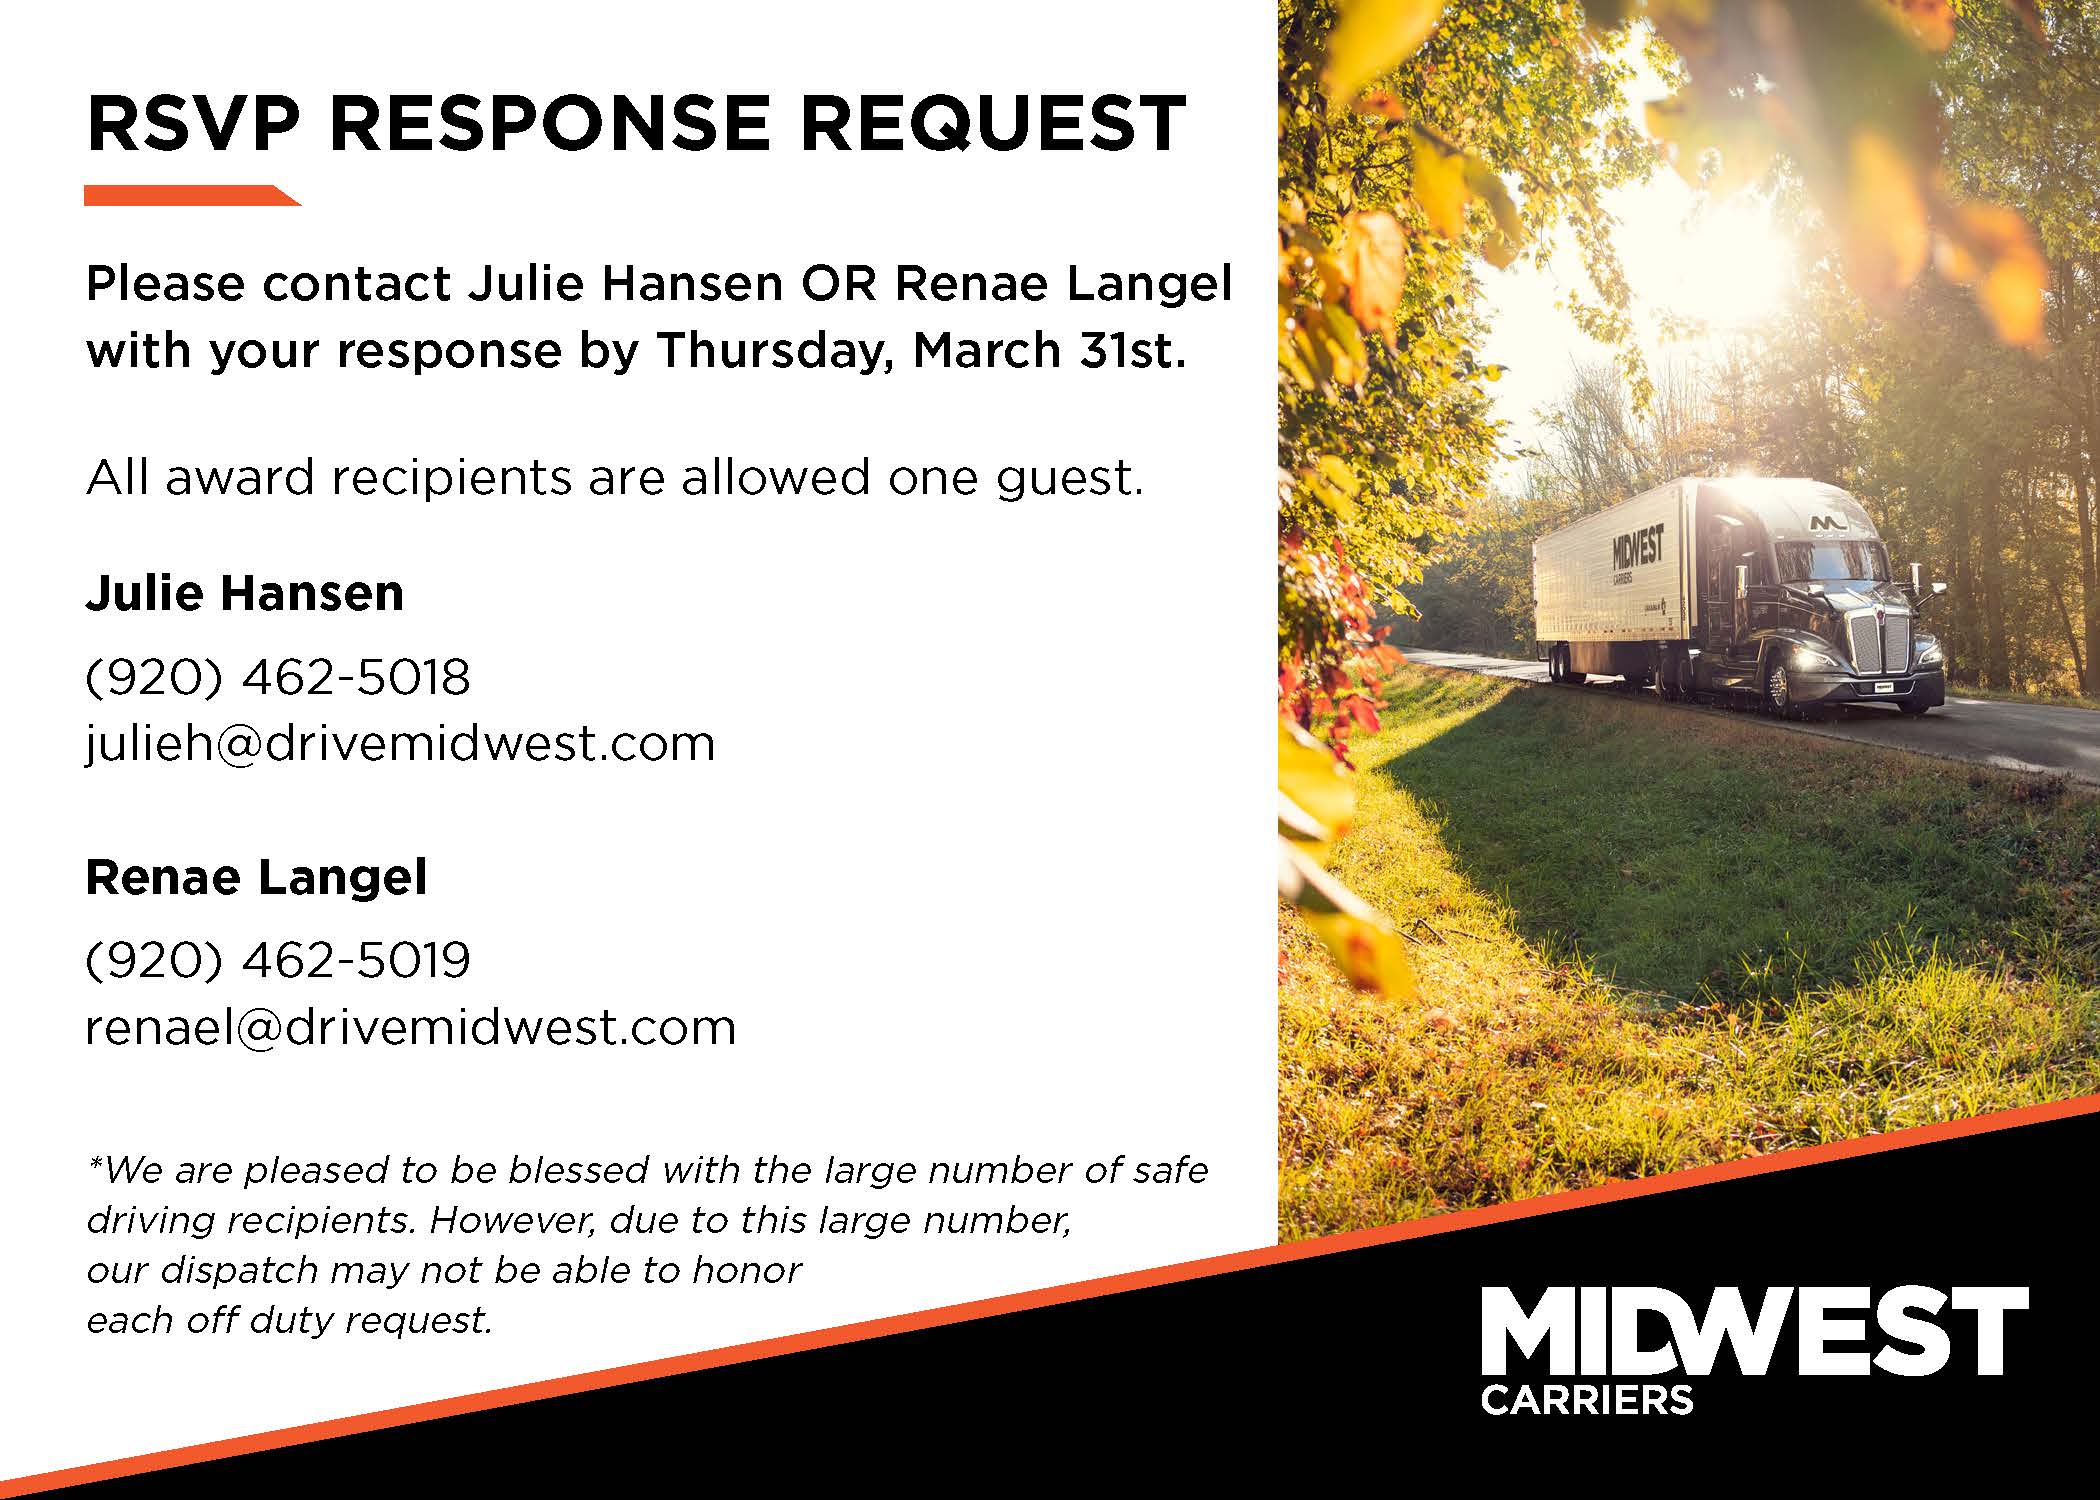 RSVP RESPONSE REQUEST
Please contact Julie Hansen OR Renae Langel
with your response by Thursday, March 31st.
All award recipients are allowed one guest.
Julie Hansen
(920) 462-5018
julieh@drivemidwest.com
Renae Langel
(920) 462-5019
renael@drivemidwest.com
*We are pleased to be blessed with the large number of safe
driving recipients. However, due to this large number,
our dispatch may not be able to honor
each off duty request.
MIDWEST
CARRIERS
MIDWEST
CARRIERS